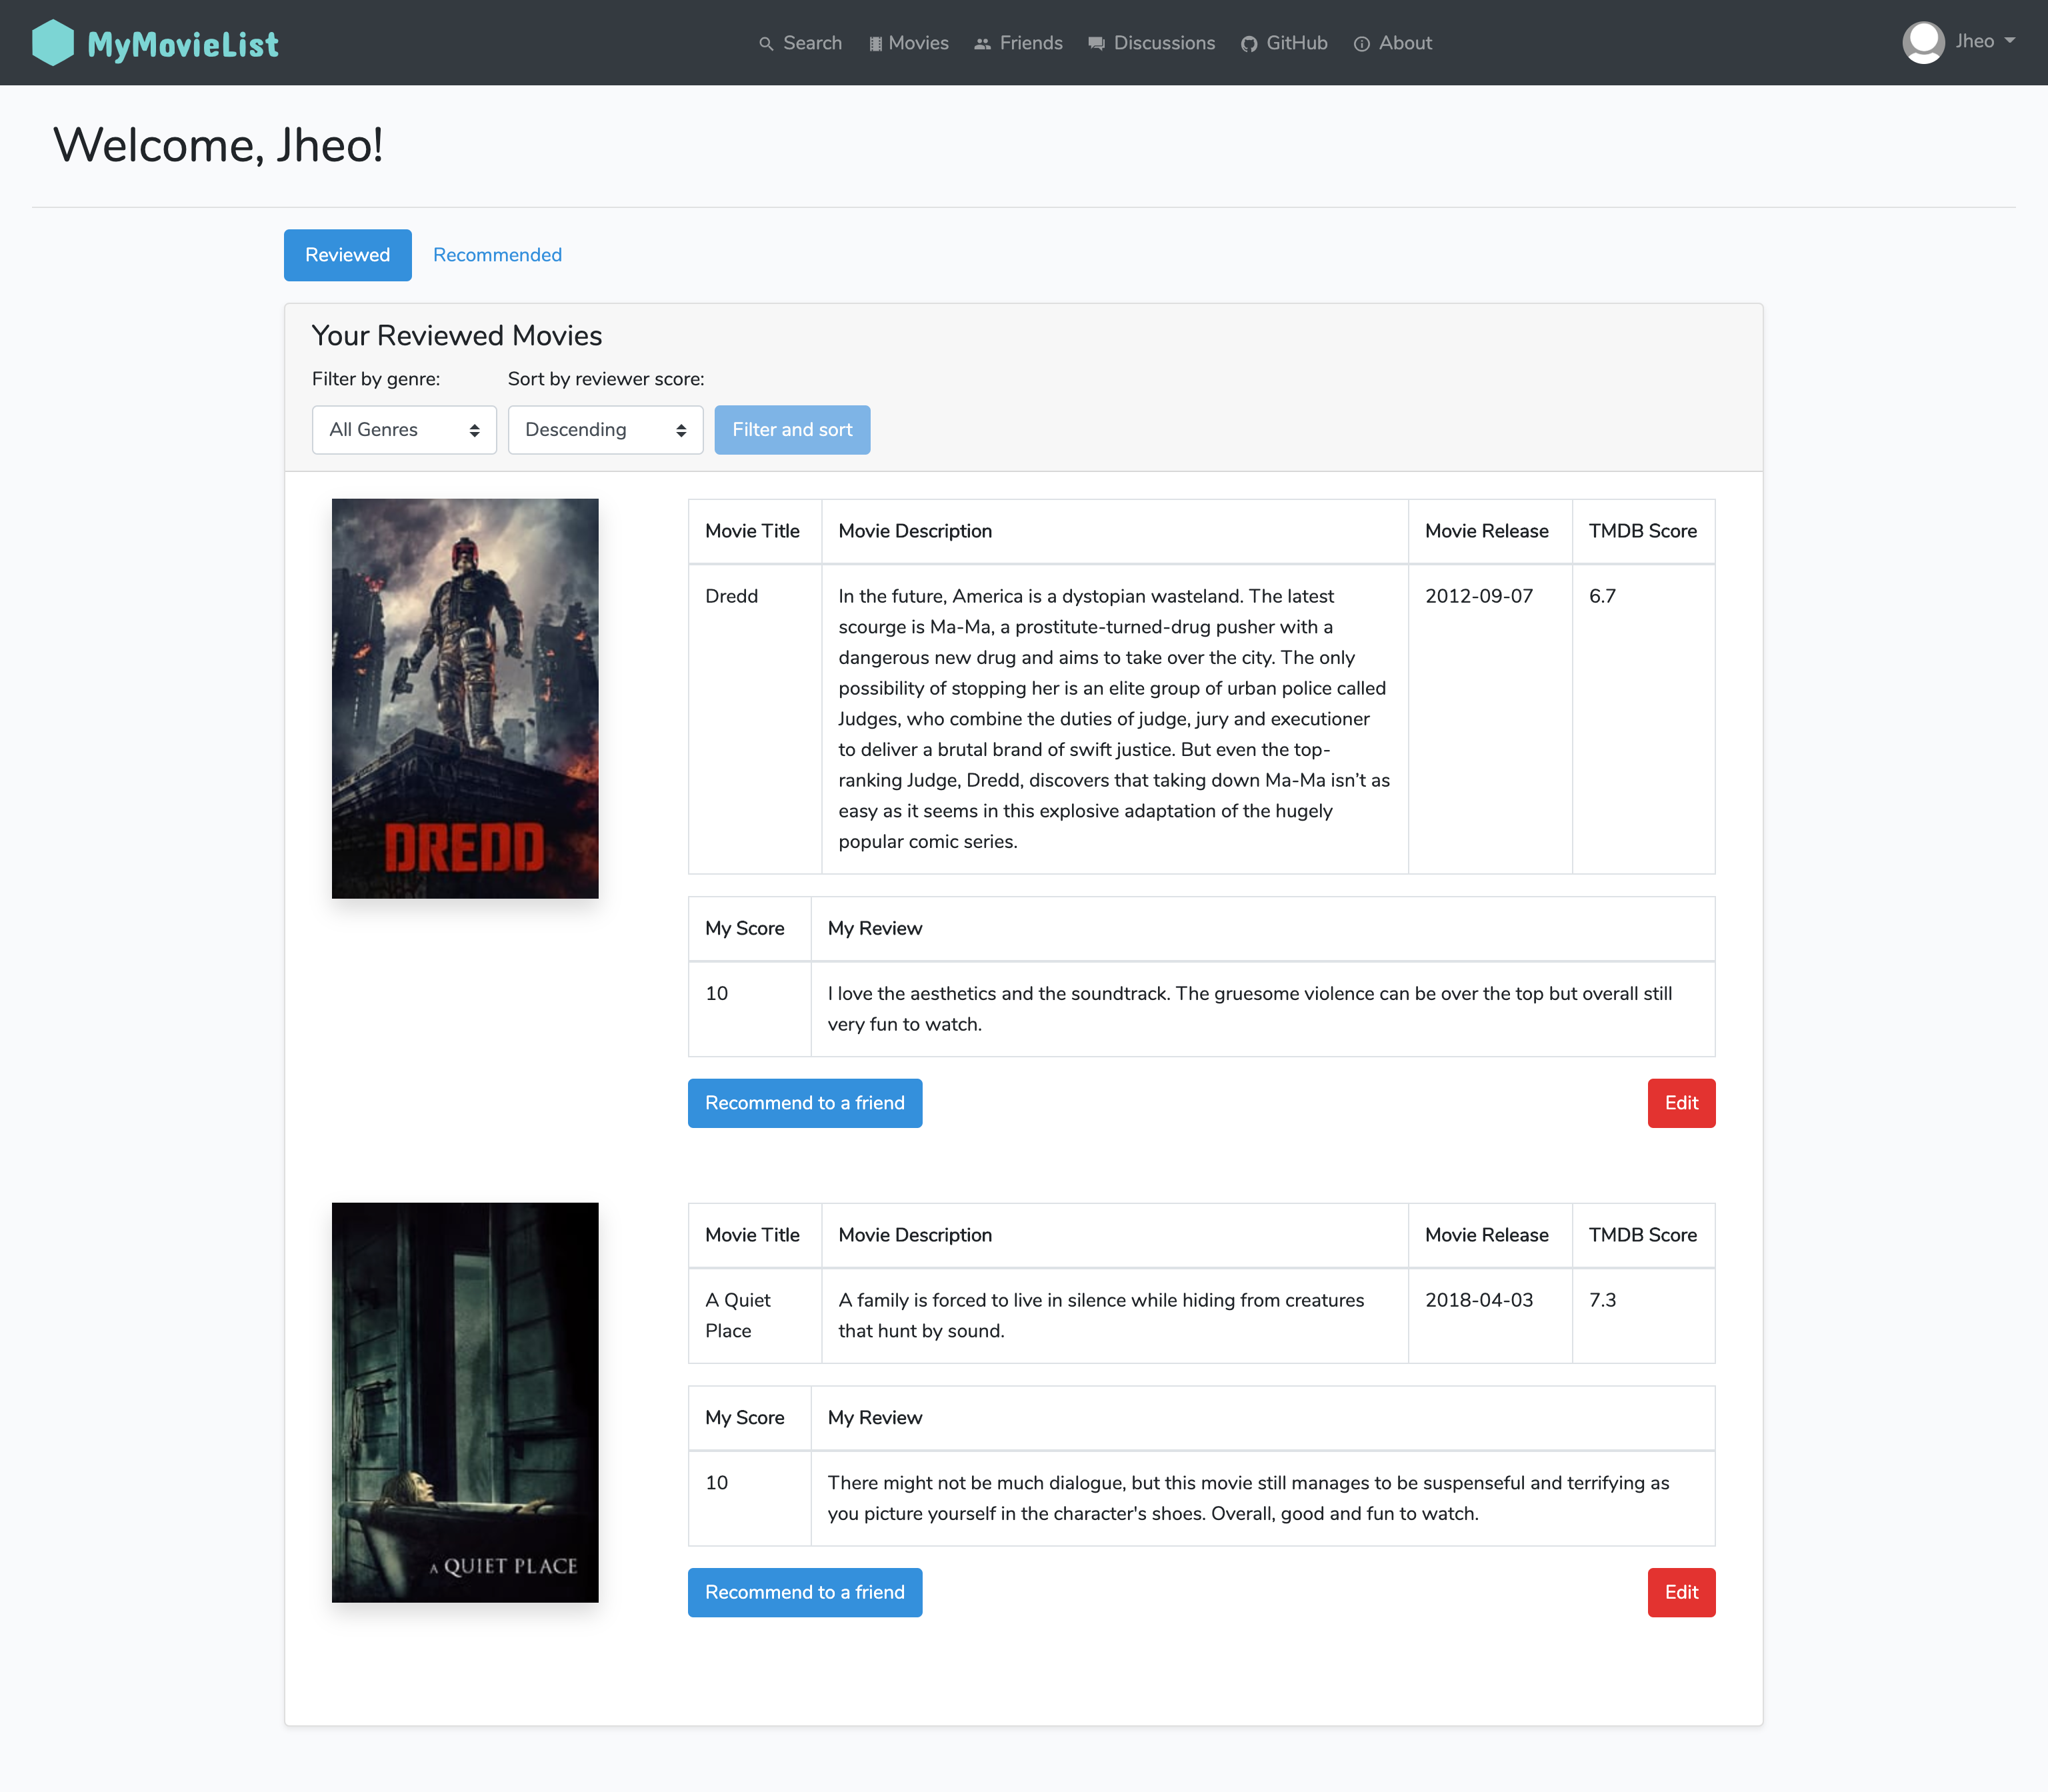 MyMovieList
Search
Movies
Friends
Discussions
GitHub
About
Jheo
Welcome, Jheo!
Reviewed
Recommended
Your Reviewed Movies
Filter by genre:
Sort by reviewer score:
All Genres
Descending
Filter and sort
DREDD
Movie Title
Movie Description
Movie Release
TMDB Score
Dredd
In the future, America is a dystopian wasteland. The latest
scourge is Ma-Ma, a prostitute-turned-drug pusher with a
dangerous new drug and aims to take over the city. The only
possibility of stopping her is an elite group of urban police called
Judges, who combine the duties of judge, jury and executioner
to deliver a brutal brand of swift justice. But even the top-
ranking Judge, Dredd, discovers that taking down Ma-Ma isn’t as
easy as it seems in this explosive adaptation of the hugely
popular comic series.
2012-09-07
6.7
My Score
My Review
10
I love the aesthetics and the soundtrack. The gruesome violence can be over the top but overall still
very fun to watch.
Recommend to a friend
Edit
A QUIET PLACE
Movie Title
Movie Description
Movie Release
TMDB Score
A Quiet
Place
A family is forced to live in silence while hiding from creatures
that hunt by sound.
2018-04-03
7.3
My Score
My Review
10
There might not be much dialogue, but this movie still manages to be suspenseful and terrifying as
you picture yourself in the character's shoes. Overall, good and fun to watch.
Recommend to a friend
Edit